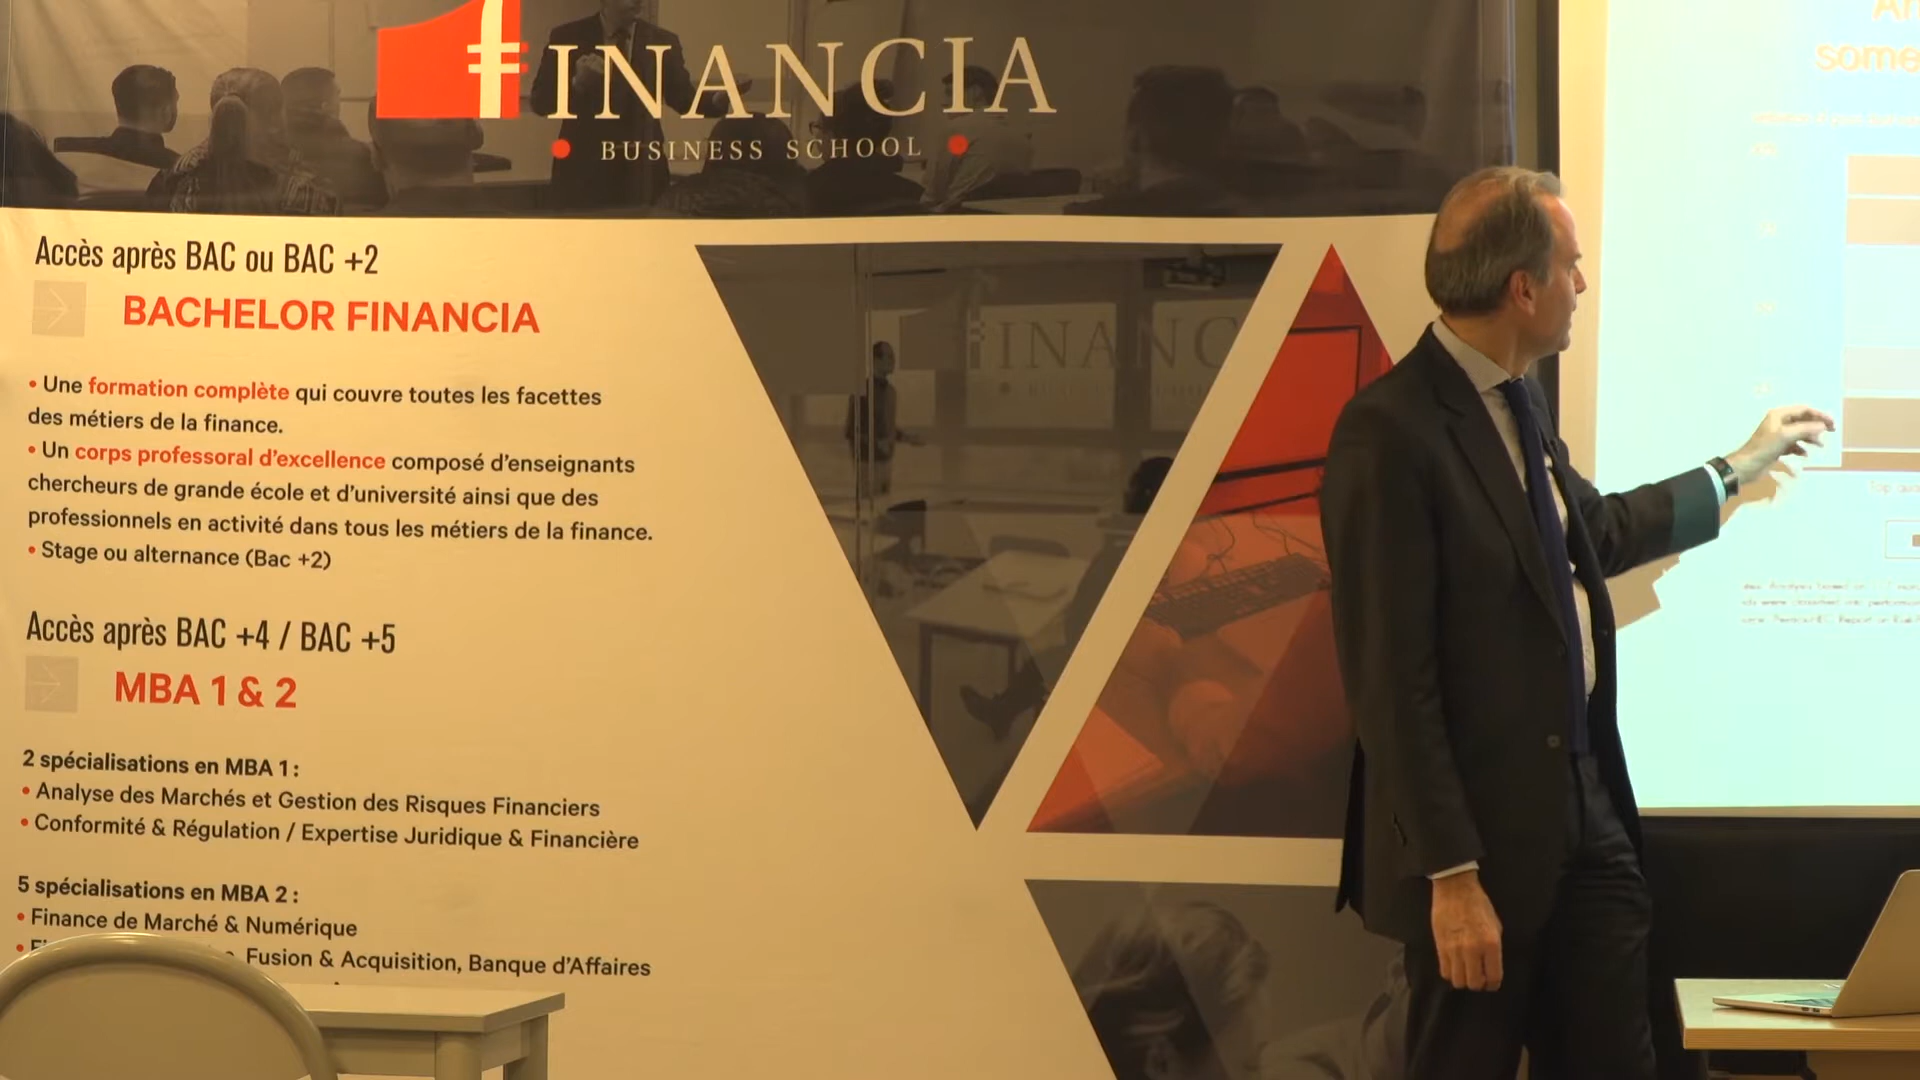 FINANCIA
BUSINESS SCHOOL
Accès après BAC ou BAC +2
BACHELOR FINANCIA
• Une formation complète qui couvre toutes les facettes
des métiers de la finance.
• Un corps professoral d'excellence composé d'enseignants
chercheurs de grande école et d'université ainsi que des
professionnels en activité dans tous les métiers de la finance.
• Stage ou alternance (Bac +2)
Accès après BAC +4 / BAC +5
MBA 1 & 2
2 spécialisations en MBA 1 :
• Analyse des Marchés et Gestion des Risques Financiers
• Conformité & Régulation / Expertise Juridique & Financière
5 spécialisations en MBA 2 :
• Finance de Marché & Numérique
Fusion & Acquisition, Banque d'Affaires